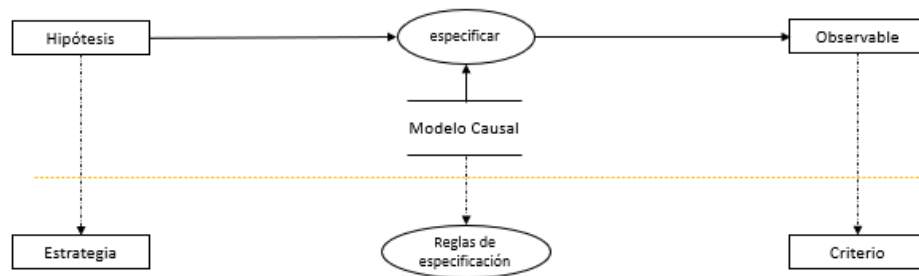 Hipótesis
especificar
Observable
Modelo Causal
Estrategia
Reglas de
especificación
Criterio